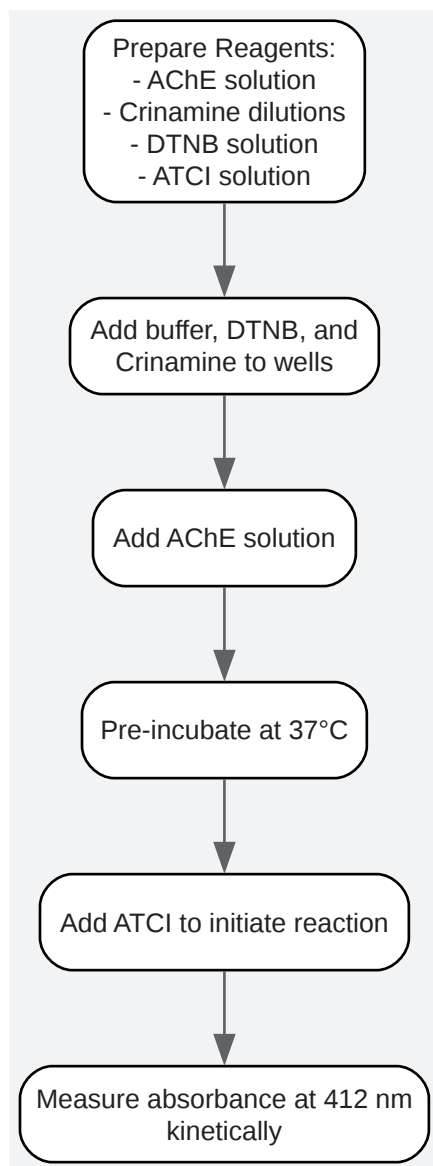 Prepare Reagents:
- AChE solution
- Crinamine dilutions
- DTNB solution
- ATCI solution
Add buffer, DTNB, and
Crinamine to wells
Add AChE solution
Pre-incubate at 37°C
Add ATCI to initiate reaction
Measure absorbance at 412 nm
kinetically